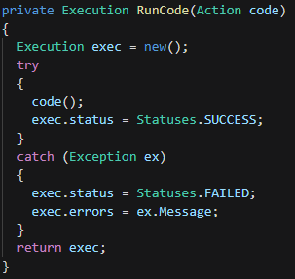 private Execution RunCode(Action code)
{
  Execution exec = new();
  try
  {
    code();
    exec.status = Statuses.SUCCESS;
  }
  catch (Exception ex)
  {
    exec.status = Statuses.FAILED;
    exec.errors = ex.Message;
  }
  return exec;
}